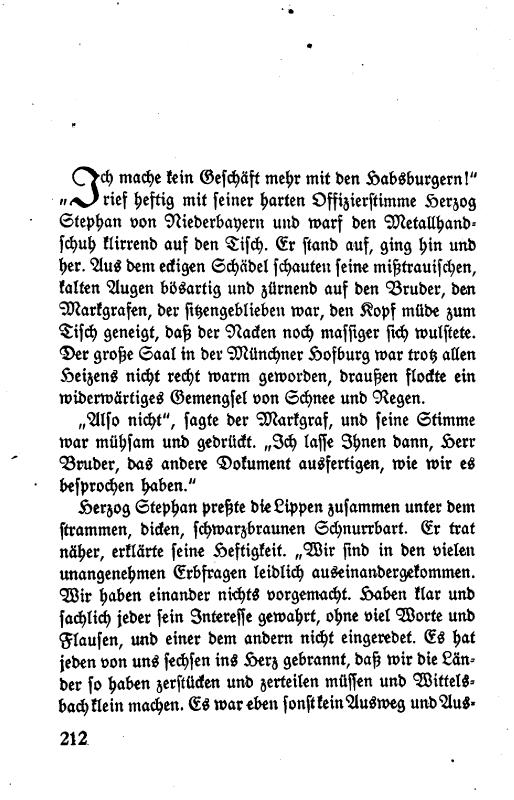 „Ich mache kein Geschäft mehr mit den Habsburgern!“
rief heftig mit seiner harten Offizierstimme Herzog
Stephan von Niederbayern und warf den Metallhand-
schuh klirrend auf den Tisch. Er stand auf, ging hin und
her. Aus dem eckigen Schädel schauten seine mißtrauischen,
kalten Augen bösartig und zürnend auf den Bruder, den
Markgrafen, der sitzengeblieben war, den Kopf müde zum
Tisch geneigt, daß der Nacken noch massiger sich wulstete.
Der große Saal in der Münchner Hofburg war trotz allen
Heizens nicht recht warm geworden, draußen flockte ein
widerwärtiges Gemengsel von Schnee und Regen.
„Also nicht“, sagte der Markgraf, und seine Stimme
war mühsam und gedrückt. „Ich lasse Ihnen dann, Herr
Bruder, das andere Dokument ausfertigen, wie wir es
besprochen haben.“
Herzog Stephan preßte die Lippen zusammen unter dem
strammen, dicken, schwarzbraunen Schnurrbart. Er trat
näher, erklärte seine Heftigkeit. „Wir sind in den vielen
unangenehmen Erbfragen leidlich auseinandergekommen.
Wir haben einander nichts vorgemacht. Haben klar und
sachlich jeder sein Interesse gewahrt, ohne viel Worte und
Flausen, und einer dem andern nicht eingeredet. Es hat
jeden von uns sechsen ins Herz gebrannt, daß wir die Län-
der so haben zerstücken und zerteilen müssen und Wittels-
bach klein machen. Es war eben sonst kein Ausweg und Aus-
212